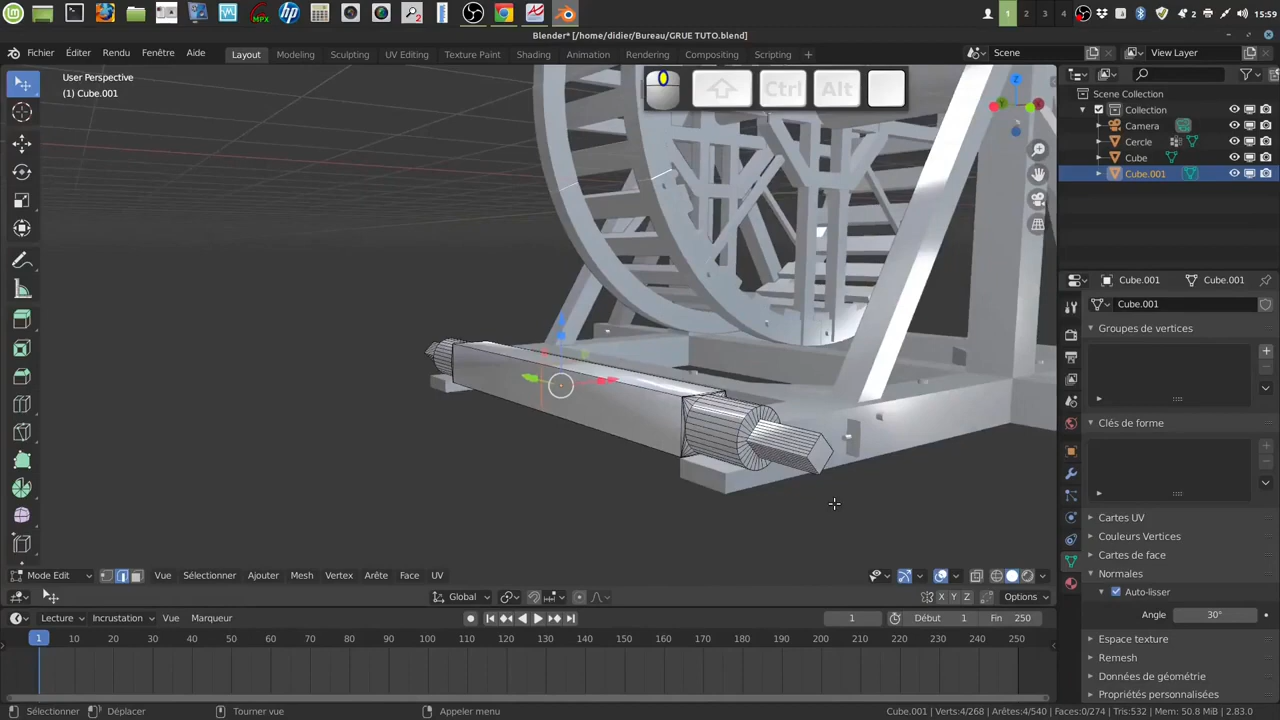 MPX
1
2
3
4
15:59
Blender* [/home/didier/Bureau/GRUE TUTO.blend]
Fichier Éditer Rendu Fenêtre Aide
Layout Modeling Sculpting UV Editing Texture Paint Shading Animation Rendering Compositing Scripting +
Scene
View Layer
User Perspective
(1) Cube.001
Ctrl
Alt
Z
Scene Collection
Collection
Camera
Cercle
Cube
Cube.001
Cube.001
Cube.001
Cube.001
Groupes de vertices
Clés de forme
Cartes UV
Couleurs Vertices
Cartes de face
Normales
Auto-lisser
Angle 30°
Espace texture
Remesh
Données de géométrie
Propriétés personnalisées
Mode Edit Vue Sélectionner Ajouter Mesh Vertex Arête Face UV
Global X Y Z Options
Lecture Incrustation Vue Marqueur 1 Début 1 Fin 250
1 10 20 30 40 50 60 70 80 90 100 110 120 130 140 150 160 170 180 190 200 210 220 230 240 250
Sélectionner Déplacer Tourner vue Appeler menu Cube.001 | Verts:4/268 | Arêtes:4/540 | Faces:0/274 | Tris:532 | Mem: 50.8 MiB | 2.83.0